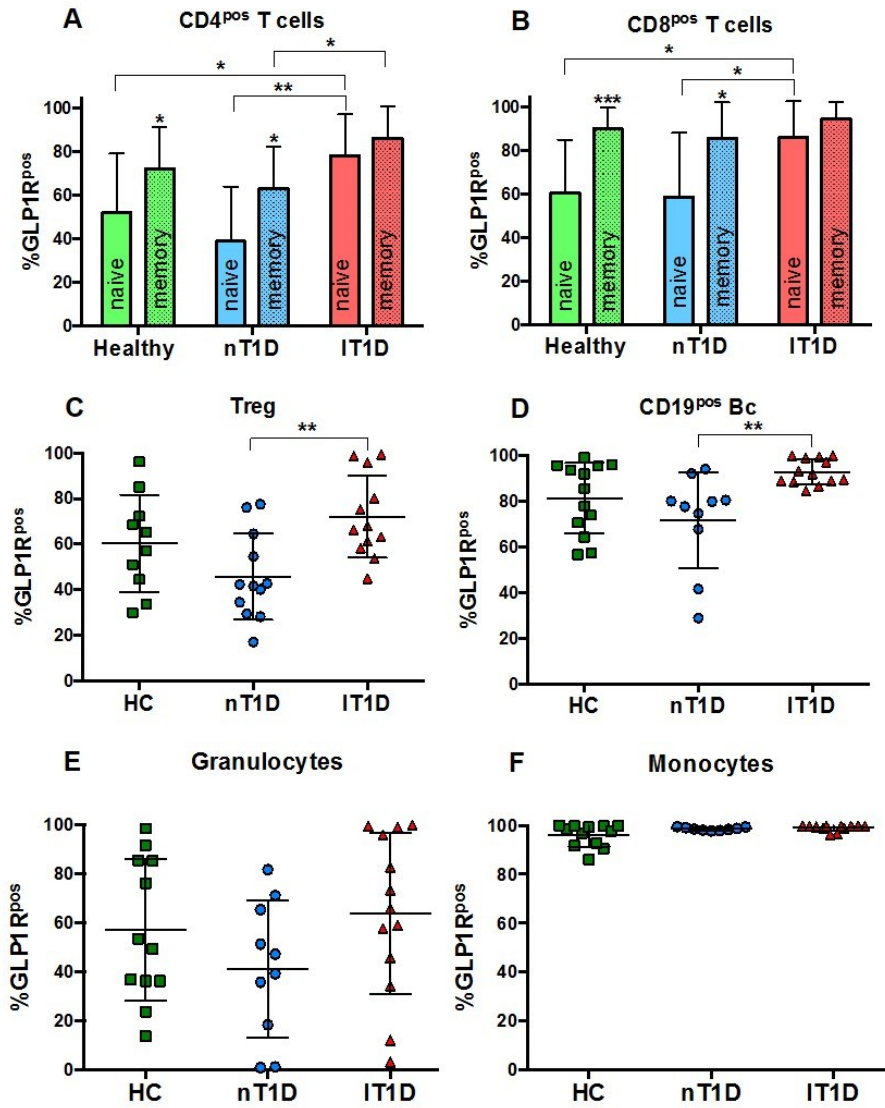 A
CD4pos T cells
*
*
**
%GLP1Rpos
100
80
60
40
20
0
*
*
naive
memory
naive
memory
naive
memory
Healthy
nT1D
lT1D
B
CD8pos T cells
*
*
%GLP1Rpos
100
80
60
40
20
0
***
*
naive
memory
naive
memory
naive
memory
Healthy
nT1D
lT1D
C
Treg
**
%GLP1Rpos
100
80
60
40
20
0
HC
nT1D
lT1D
D
CD19pos Bc
**
%GLP1Rpos
100
80
60
40
20
0
HC
nT1D
lT1D
E
Granulocytes
%GLP1Rpos
100
80
60
40
20
0
HC
nT1D
lT1D
F
Monocytes
%GLP1Rpos
100
80
60
40
20
0
HC
nT1D
lT1D